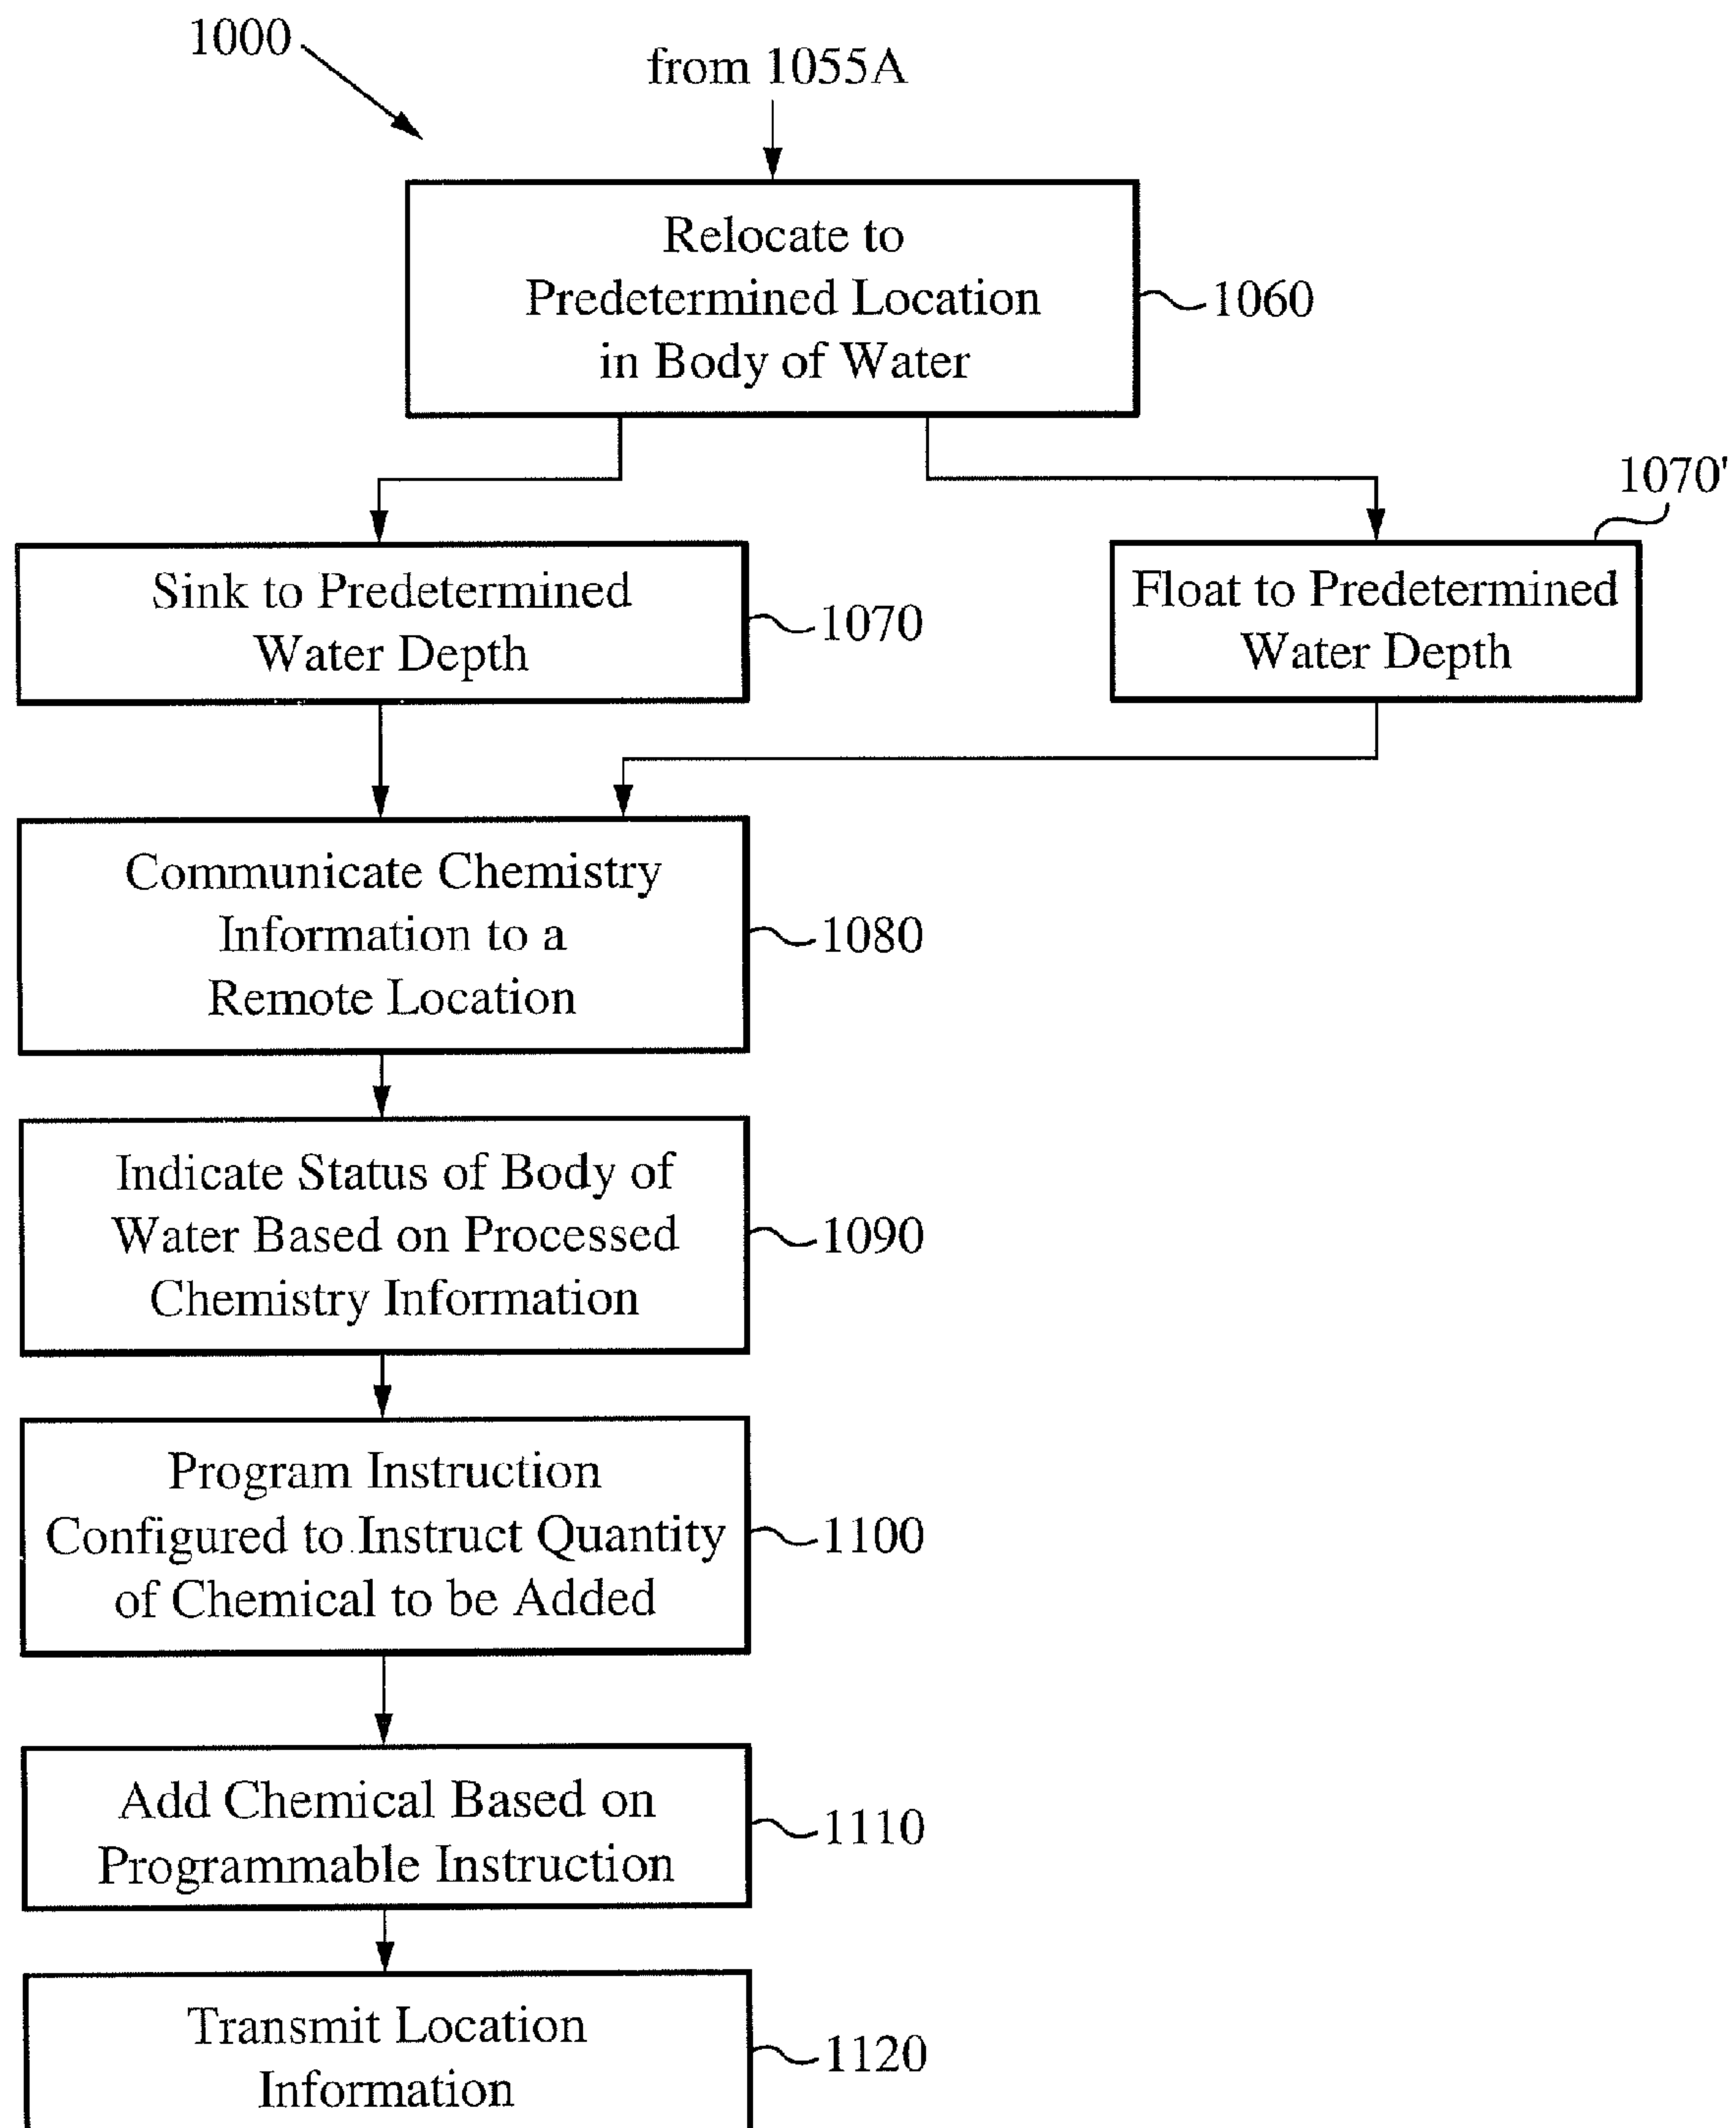 1000
from 1055A
Relocate to
Predetermined Location
in Body of Water
1060
1070'
Sink to Predetermined
Water Depth
1070
Float to Predetermined
Water Depth
Communicate Chemistry
Information to a
Remote Location
1080
Indicate Status of Body of
Water Based on Processed
Chemistry Information
1090
Program Instruction
Configured to Instruct Quantity
of Chemical to be Added
1100
Add Chemical Based on
Programmable Instruction
1110
Transmit Location
Information
1120